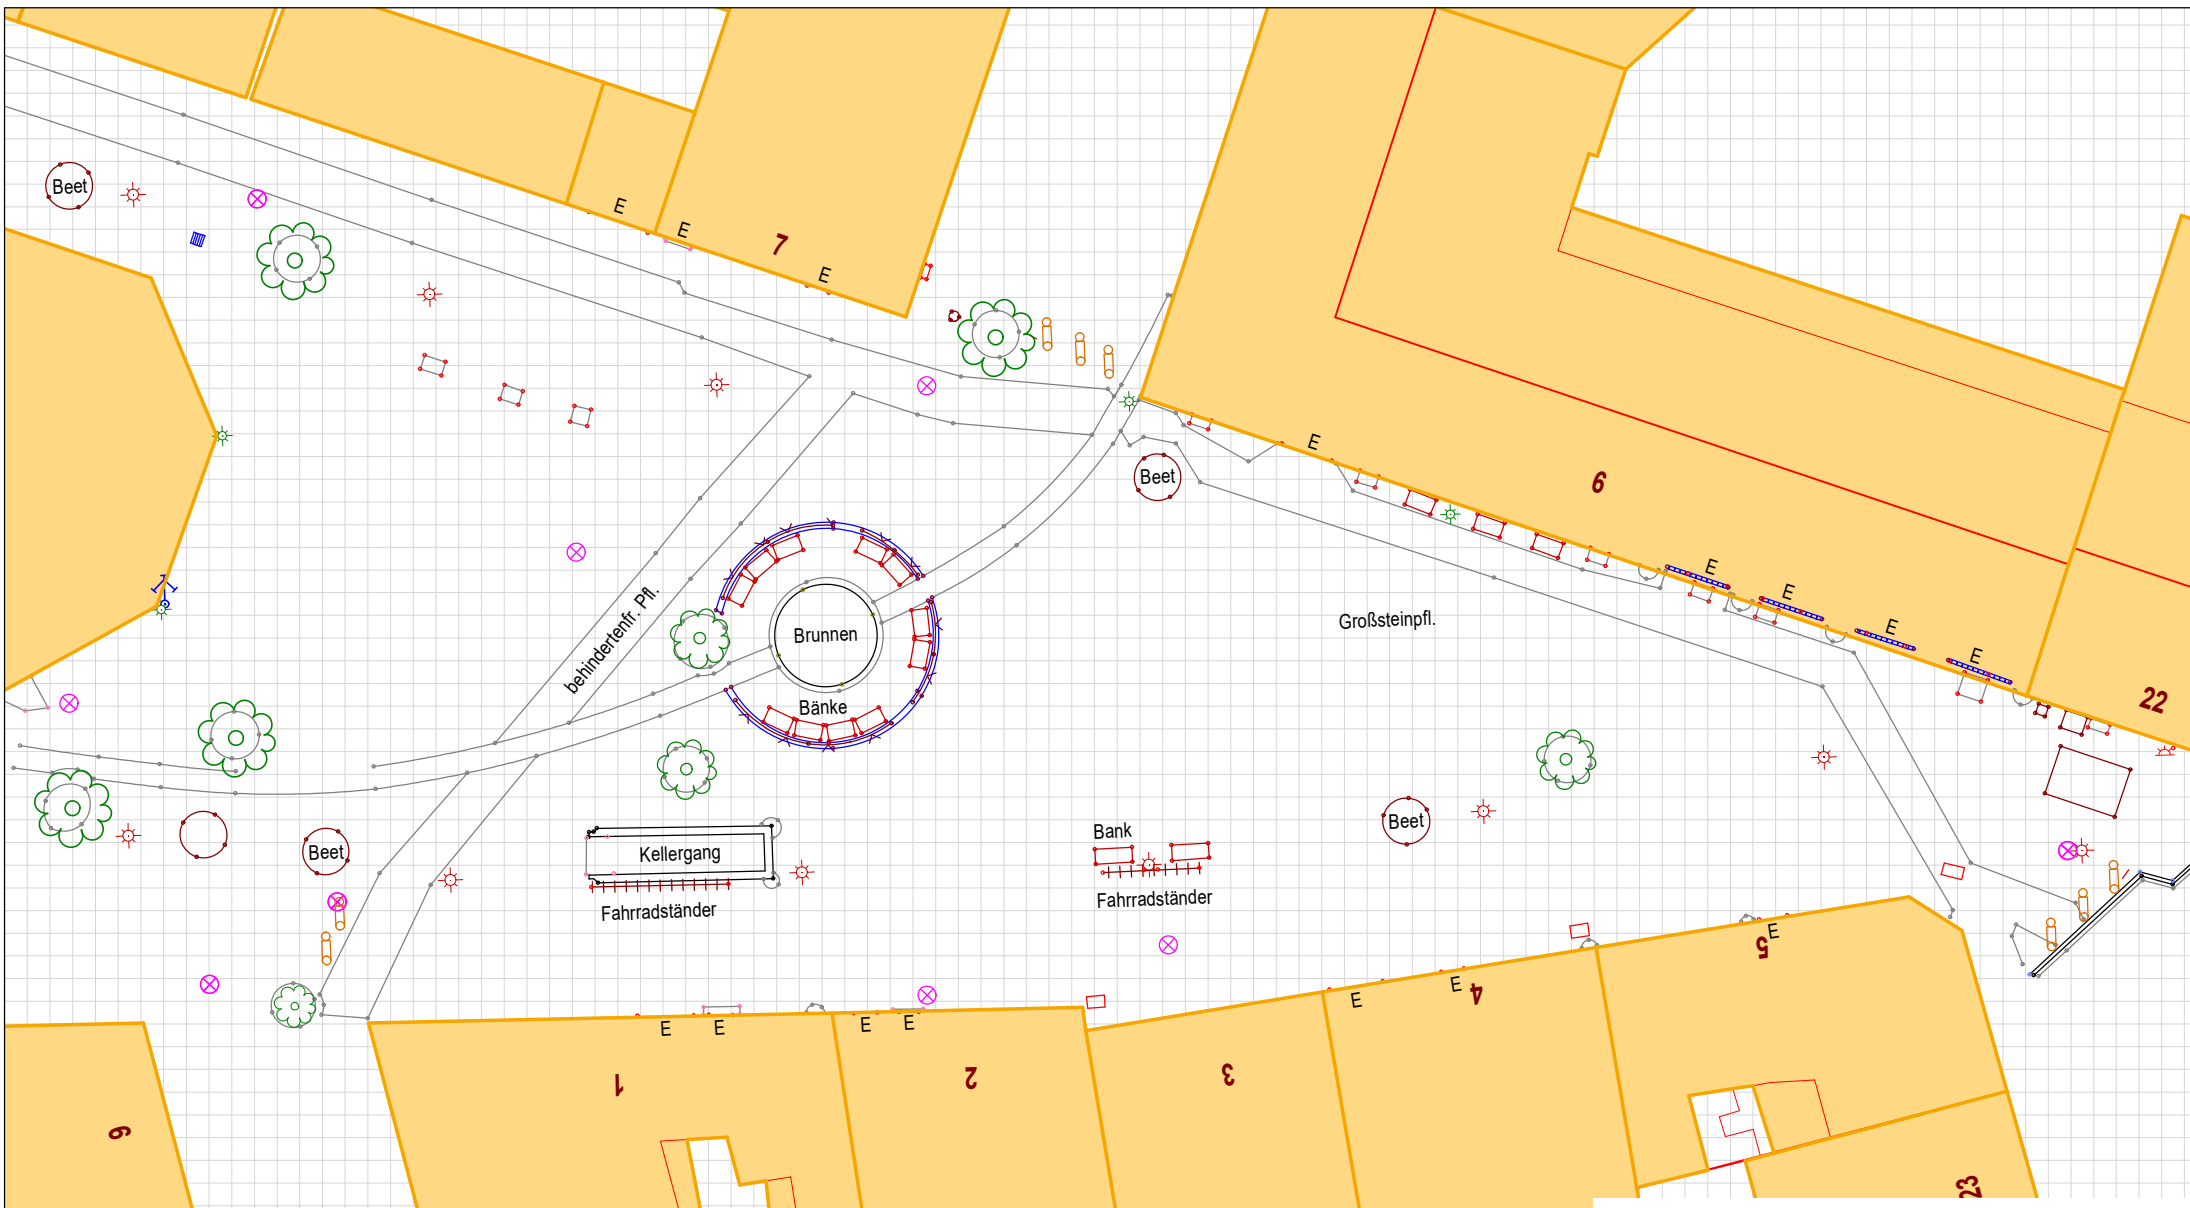 Beet
E
E
7
E
Beet
E
6
E
E
E
E
22
behindertenfr. Pfl.
Brunnen
Bänke
Großsteinpfl.
Beet
Kellergang
Fahrradständer
Bank
Fahrradständer
Beet
E
5
E
E
4
E
E
E
E
1
2
3
6
23